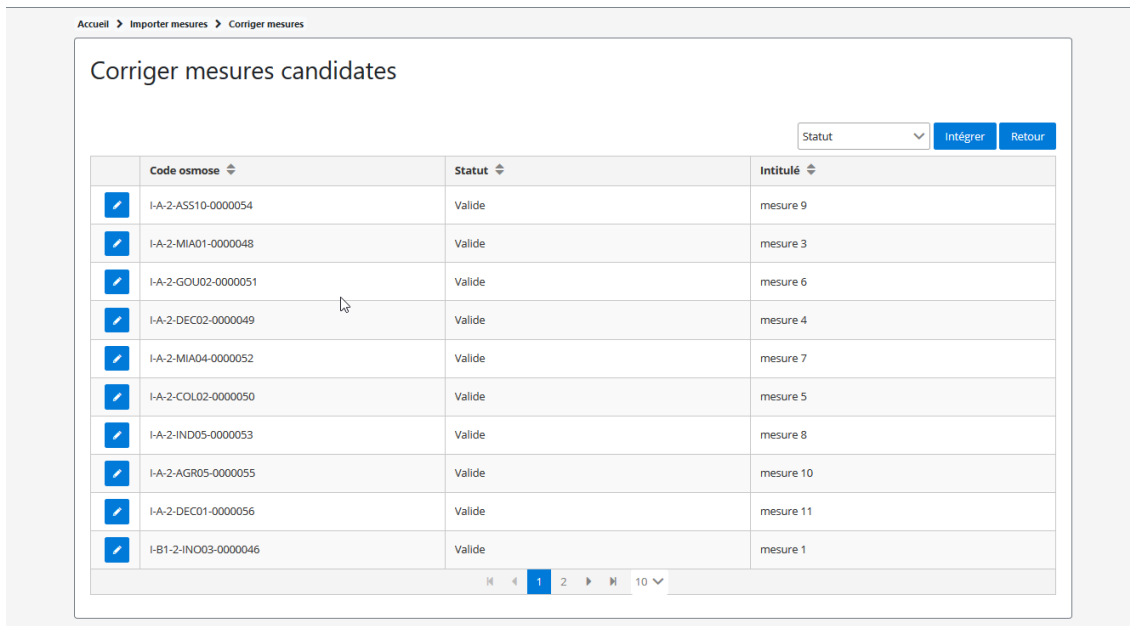 Accueil > Importer mesures > Corriger mesures
Corriger mesures candidates
Statut Intégrer Retour
Code osmose Statut Intitulé
I-A-2-ASS10-0000054 Valide mesure 9
I-A-2-MIA01-0000048 Valide mesure 3
I-A-2-GOU02-0000051 Valide mesure 6
I-A-2-DEC02-0000049 Valide mesure 4
I-A-2-MIA04-0000052 Valide mesure 7
I-A-2-COL02-0000050 Valide mesure 5
I-A-2-IND05-0000053 Valide mesure 8
I-A-2-AGR05-0000055 Valide mesure 10
I-A-2-DEC01-0000056 Valide mesure 11
I-B1-2-INO03-0000046 Valide mesure 1
1 2 10